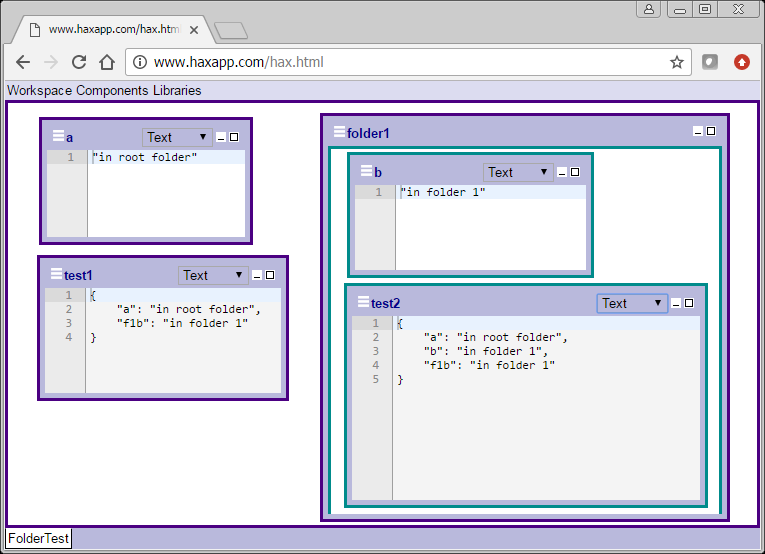 www.haxapp.com/hax.html
www.haxapp.com/hax.html
Workspace Components Libraries
a Text
1 "in root folder"
test1 Text
1 {
2 "a": "in root folder",
3 "f1b": "in folder 1"
4 }
folder1
b Text
1 "in folder 1"
test2 Text
1 {
2 "a": "in root folder",
3 "b": "in folder 1",
4 "f1b": "in folder 1"
5 }
FolderTest